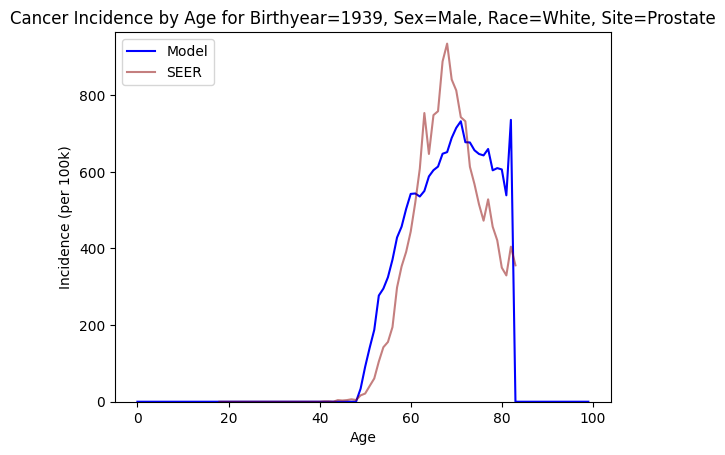 Cancer Incidence by Age for Birthyear=1939, Sex=Male, Race=White, Site=Prostate
Model
SEER
Incidence (per 100k)
800
600
400
200
0
0 20 40 60 80 100
Age